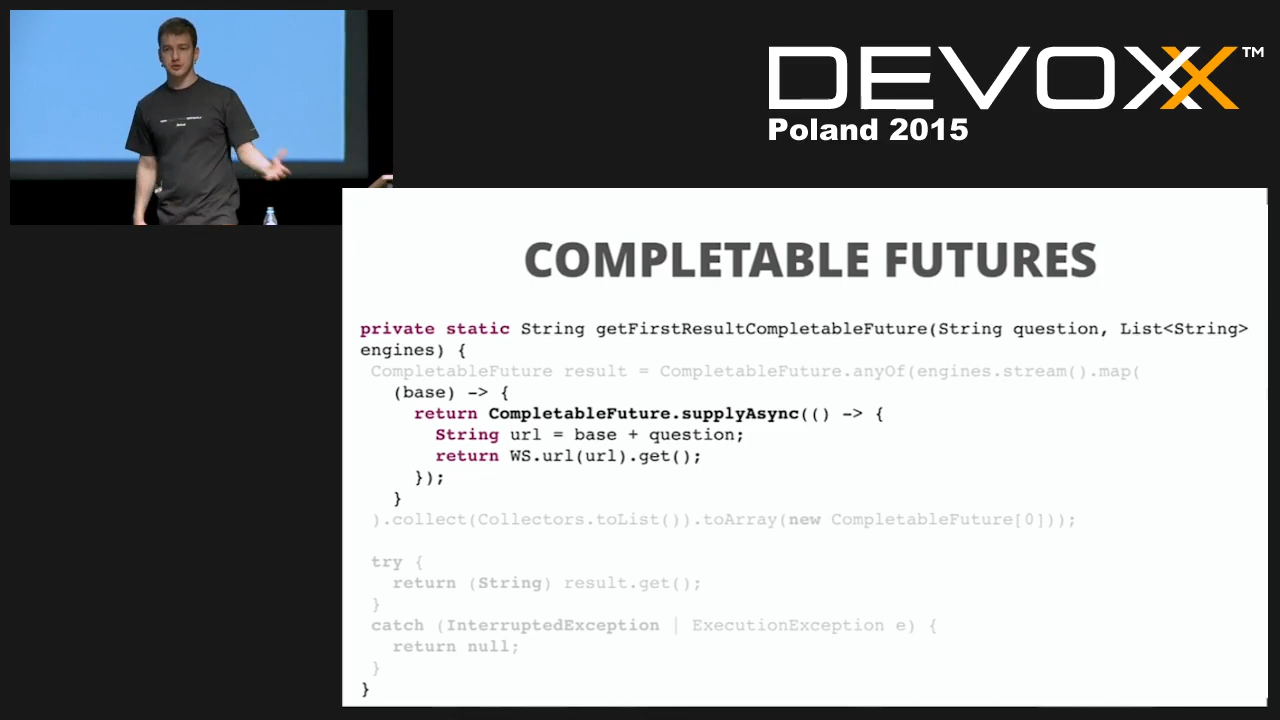 DEVOXX™
Poland 2015
COMPLETABLE FUTURES
private static String getFirstResultCompletableFuture(String question, List<String>
engines) {
CompletableFuture result = CompletableFuture.anyOf(engines.stream().map(
(base) -> {
return CompletableFuture.supplyAsync(() -> {
String url = base + question;
return WS.url(url).get();
});
}
).collect(Collectors.toList()).toArray(new CompletableFuture[0]));
try {
return (String) result.get();
}
catch (InterruptedException | ExecutionException e) {
return null;
}
}